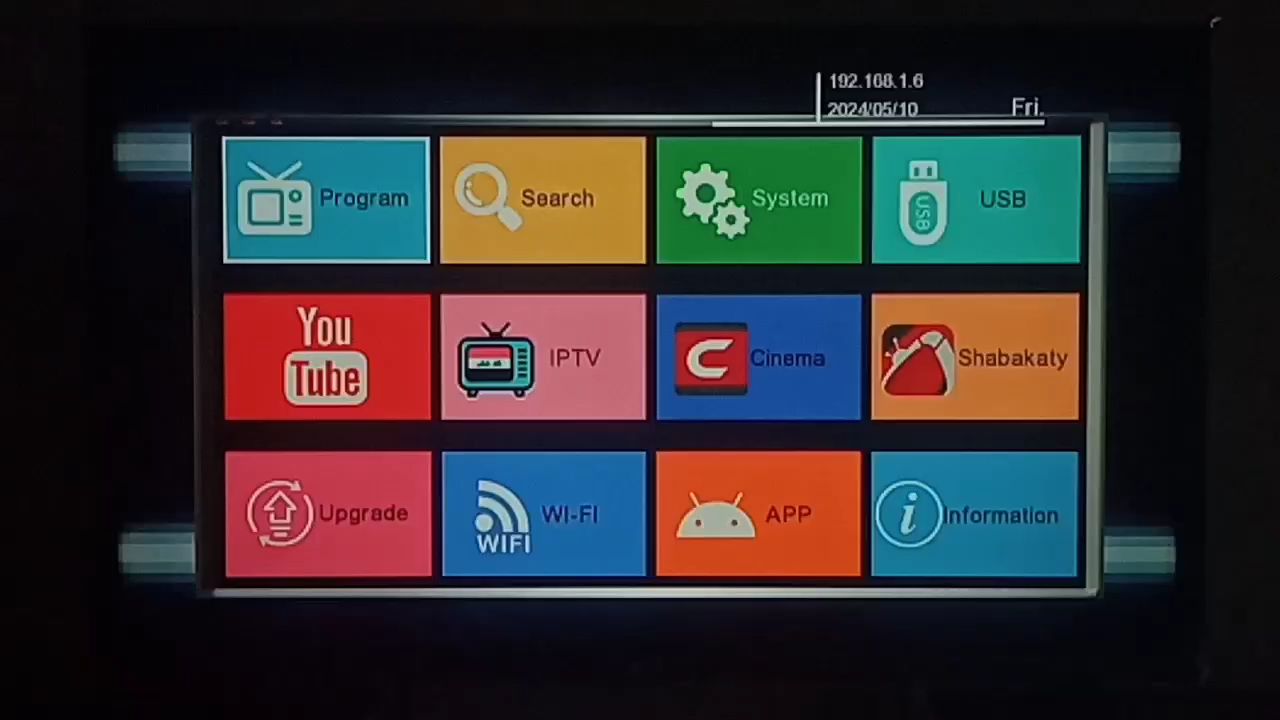 192.168.1.6
2024/05/10 Fri.
Program
Search
System
USB
USB
You
Tube
IPTV
Cinema
Shabakaty
Upgrade
WIFI
WI-FI
APP
i
Information